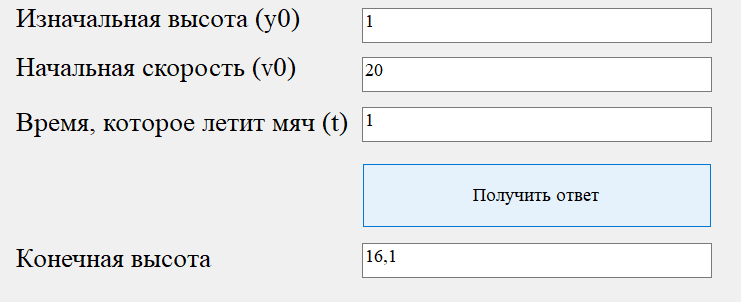 Изначальная высота (y0) 1
Начальная скорость (v0) 20
Время, которое летит мяч (t) 1
Получить ответ
Конечная высота 16,1